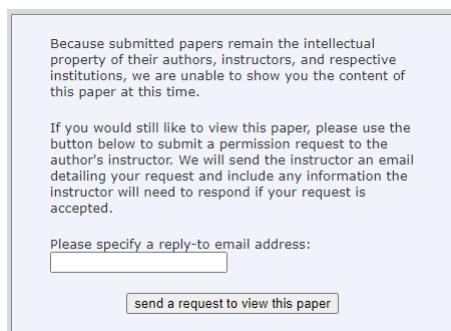 Because submitted papers remain the intellectual
property of their authors, instructors, and respective
institutions, we are unable to show you the content of
this paper at this time.
If you would still like to view this paper, please use the
button below to submit a permission request to the
author's instructor. We will send the instructor an email
detailing your request and include any information the
instructor will need to respond if your request is
accepted.
Please specify a reply-to email address:
send a request to view this paper